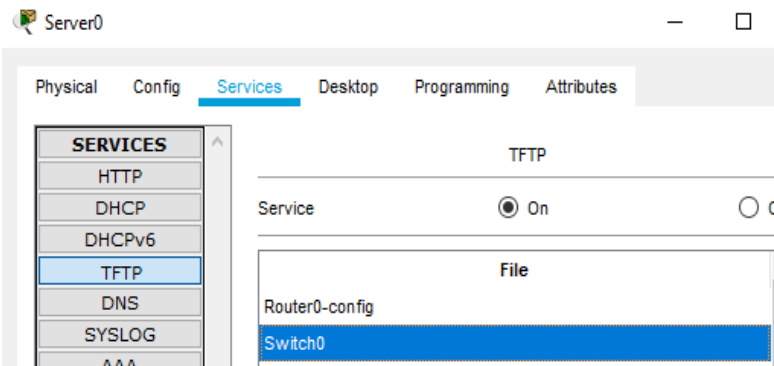 Server0
Physical Config Services Desktop Programming Attributes
SERVICES
HTTP
DHCP
DHCPv6
TFTP
DNS
SYSLOG
AAA
TFTP
Service On
File
Router0-config
Switch0